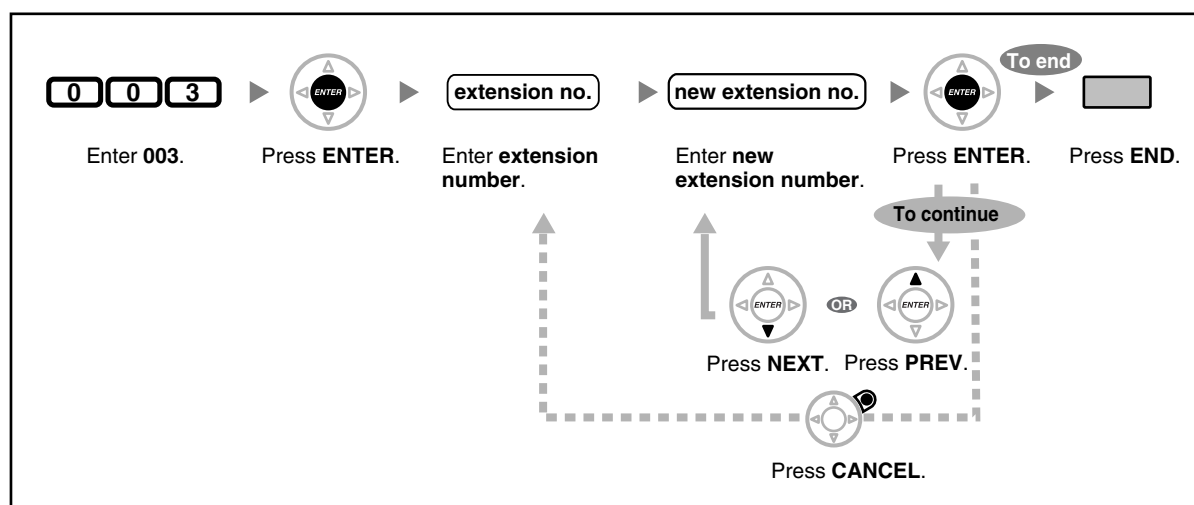 To end
0 0 3 ENTER extension no. new extension no. ENTER
Enter 003. Press ENTER. Enter extension number. Enter new extension number. Press ENTER. Press END.
To continue
ENTER OR ENTER
Press NEXT. Press PREV.
Press CANCEL.